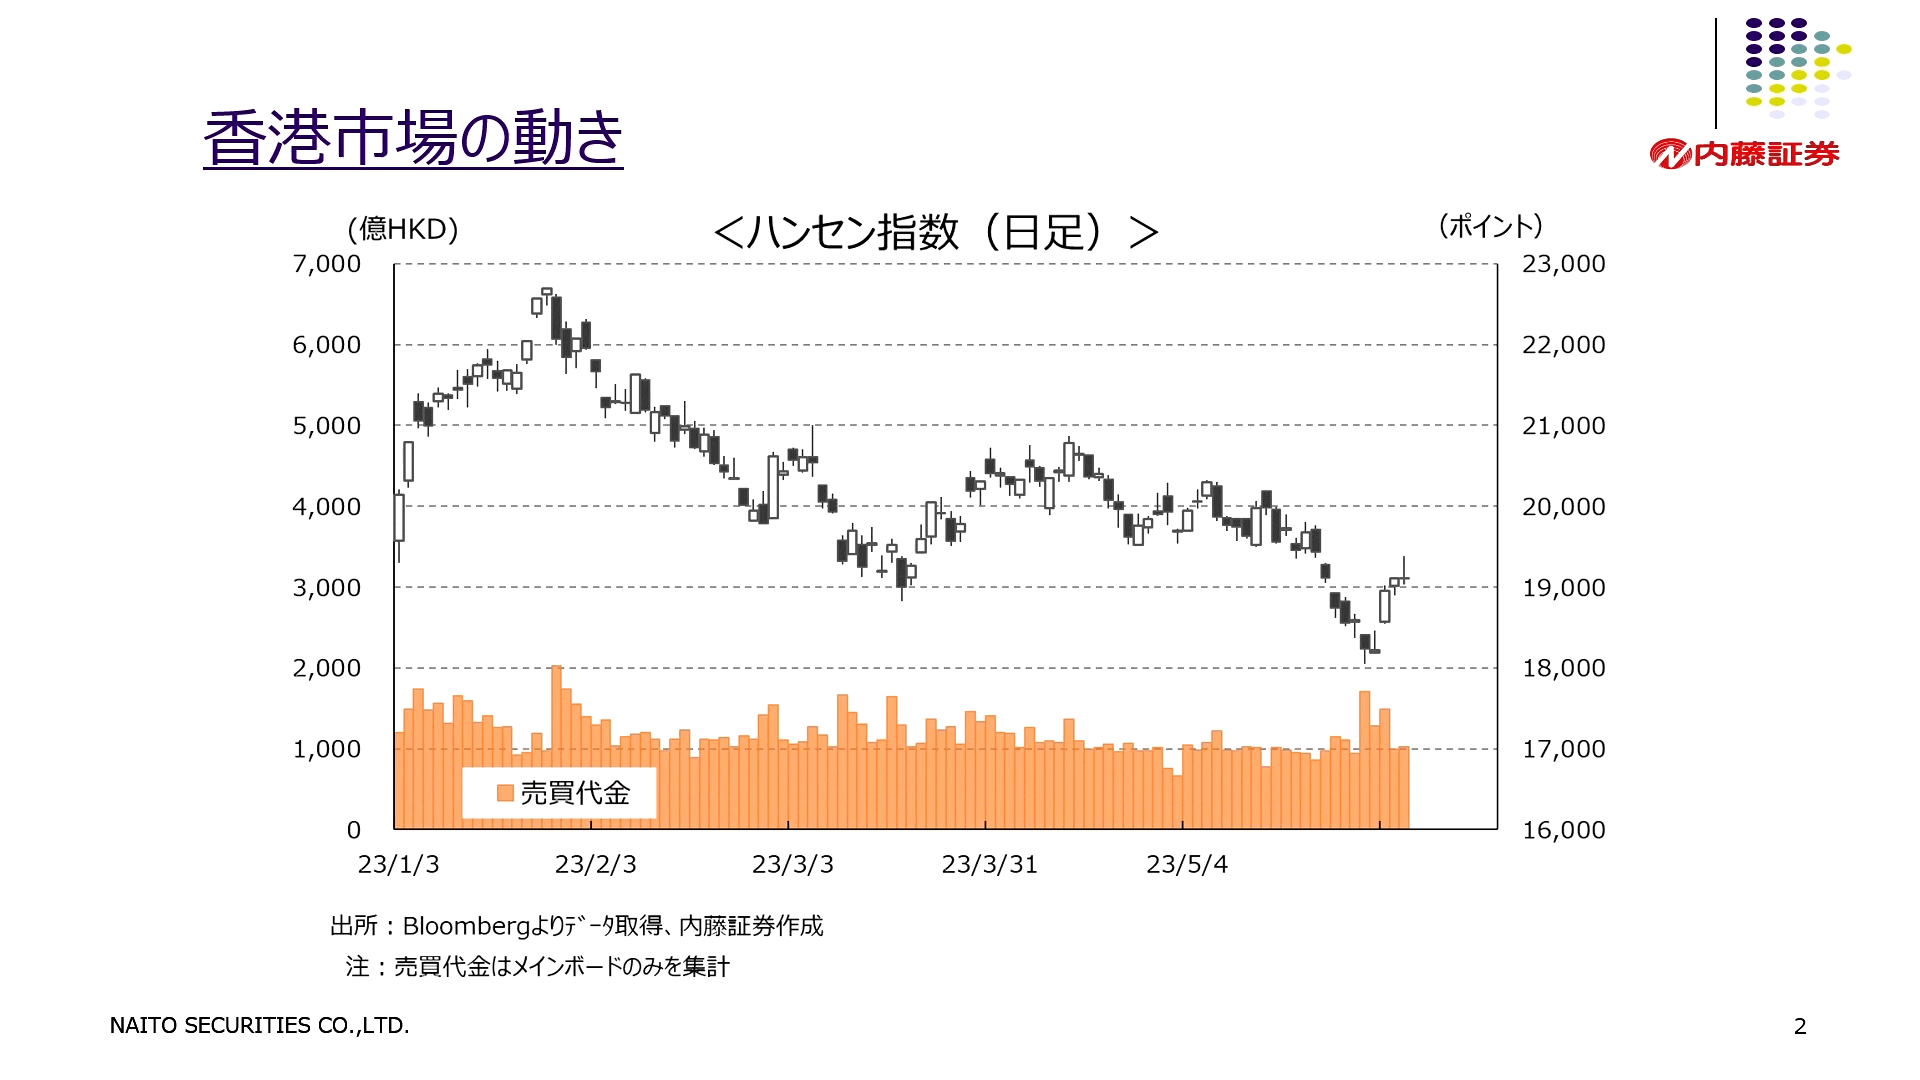 内藤証券
香港市場の動き
(億HKD)
＜ハンセン指数（日足）＞
（ポイント）
7,000
6,000
5,000
4,000
3,000
2,000
1,000
0
23,000
22,000
21,000
20,000
19,000
18,000
17,000
16,000
売買代金
23/1/3
23/2/3
23/3/3
23/3/31
23/5/4
出所：Bloombergよりﾃﾞｰﾀ取得、内藤証券作成
注：売買代金はメインボードのみを集計
NAITO SECURITIES CO.,LTD.
2